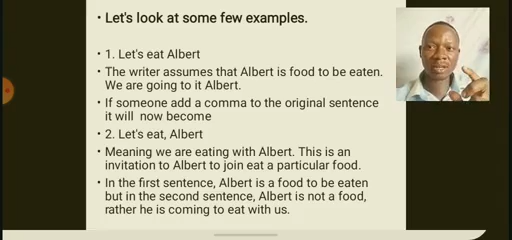 • Let's look at some few examples.
• 1. Let's eat Albert
• The writer assumes that Albert is food to be eaten.
We are going to it Albert.
• If someone add a comma to the original sentence
it will now become
• 2. Let's eat, Albert
• Meaning we are eating with Albert. This is an
invitation to Albert to join eat a particular food.
• In the first sentence, Albert is a food to be eaten
but in the second sentence, Albert is not a food,
rather he is coming to eat with us.